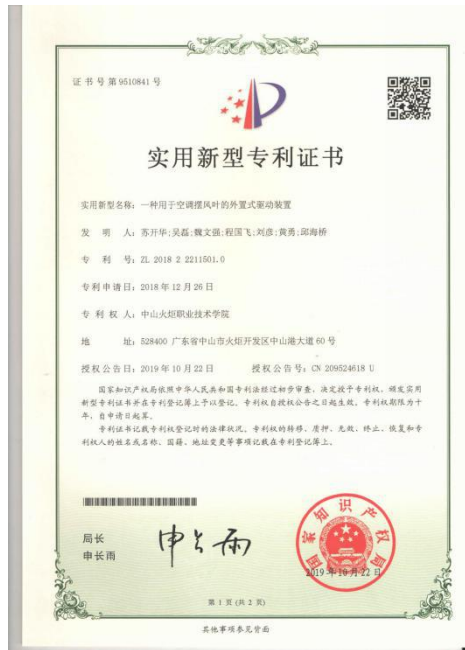 证书号第9510841号
实用新型专利证书
实用新型名称：一种用于空调摆风叶的外置式驱动装置
发明人：苏开华;吴磊;魏文强;程国飞;刘彦;黄勇;邱海桥
专利号：ZL 2018 2 2211501.0
专利申请日：2018年12月26日
专利权人：中山火炬职业技术学院
地址：528400 广东省中山市火炬开发区中山港大道60号
授权公告日：2019年10月22日 授权公告号：CN 209524618 U
国家知识产权局依照中华人民共和国专利法经过初步审查，决定授予专利权，颁发实用
新型专利证书并在专利登记簿上予以登记。专利权自授权公告之日起生效。专利权期限为十
年，自申请日起算。
专利证书记载专利权登记时的法律状况。专利权的转移、质押、无效、终止、恢复和专
利权人的姓名或名称、国籍、地址变更等事项记载在专利登记簿上。
局长
申长雨
申长雨
国家知识产权局
2019年10月22日
第1页(共2页)
其他事项参见背面